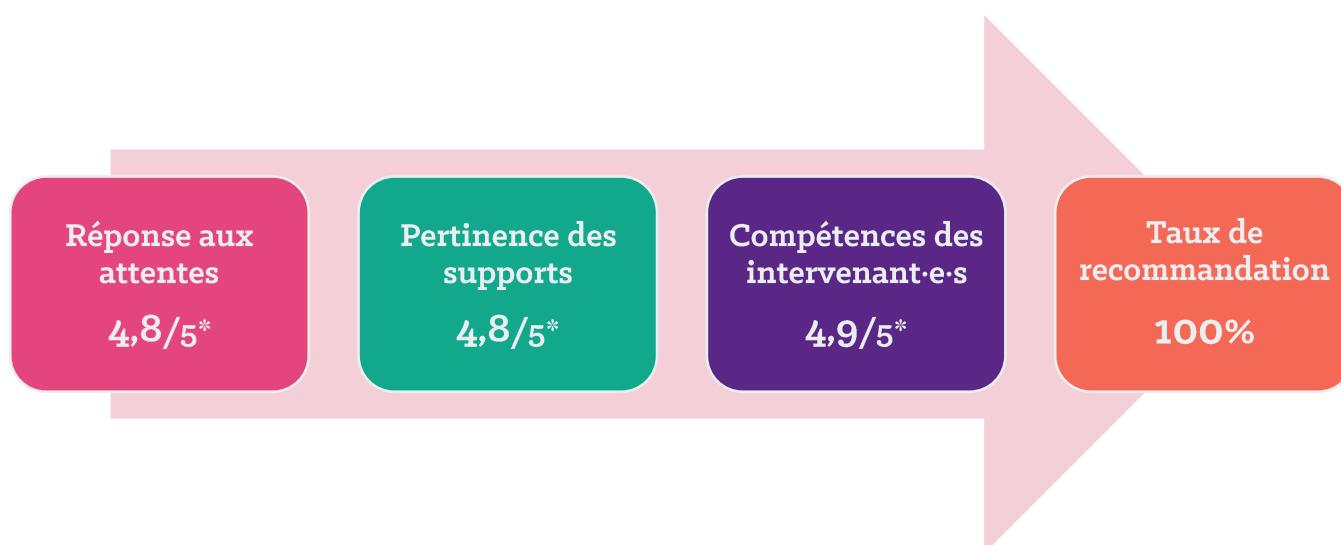 Réponse aux
attentes
4,8/5*
Pertinence des
supports
4,8/5*
Compétences des
intervenant·e·s
4,9/5*
Taux de
recommandation
100%